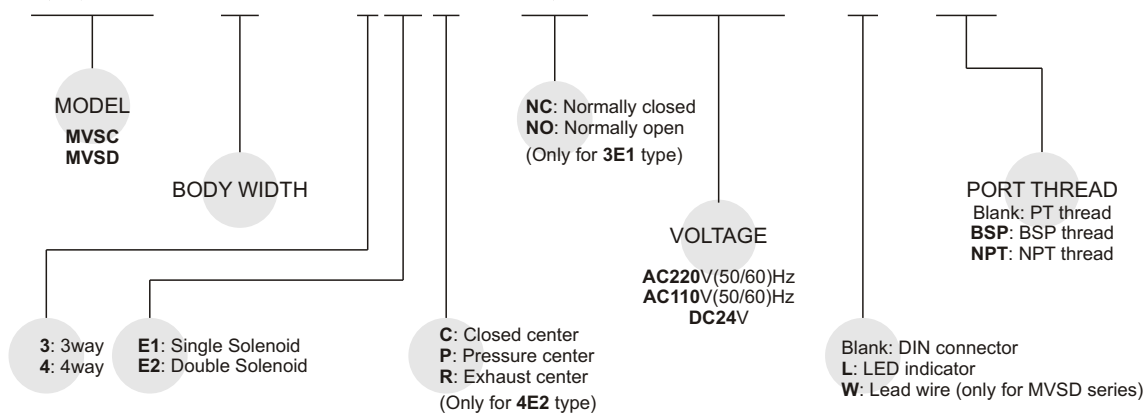 MODEL
MVSC
MVSD
BODY WIDTH
3: 3way
4: 4way
E1: Single Solenoid
E2: Double Solenoid
C: Closed center
P: Pressure center
R: Exhaust center
(Only for 4E2 type)
NC: Normally closed
NO: Normally open
(Only for 3E1 type)
VOLTAGE
AC220V(50/60)Hz
AC110V(50/60)Hz
DC24V
Blank: DIN connector
L: LED indicator
W: Lead wire (only for MVSD series)
PORT THREAD
Blank: PT thread
BSP: BSP thread
NPT: NPT thread